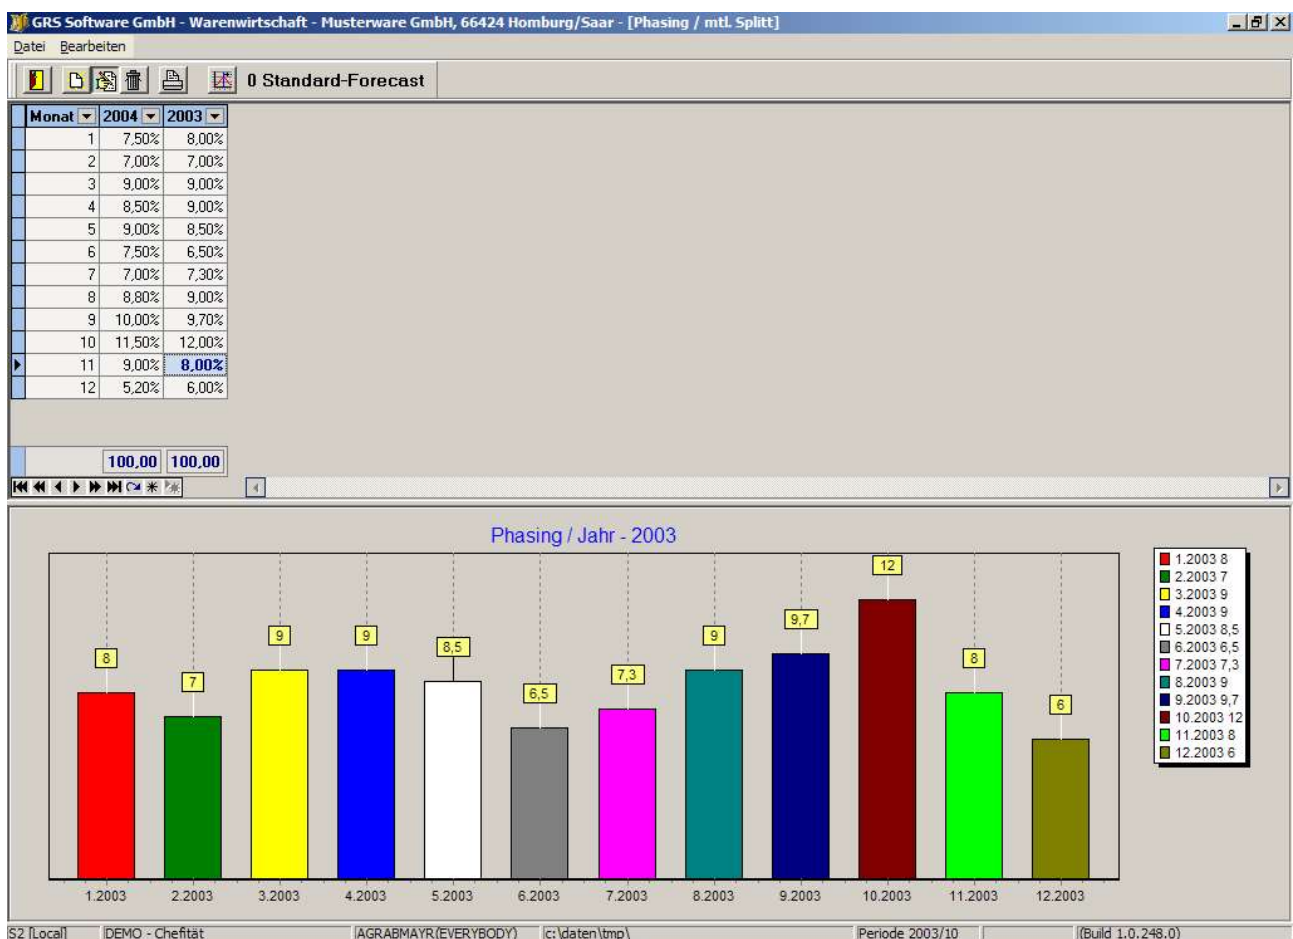 GRS Software GmbH - Warenwirtschaft - Musterware GmbH, 66424 Homburg/Saar - [Phasing / mtl. Splitt]
Datei Bearbeiten
0 Standard-Forecast
Monat 2004 2003
1 7,50% 8,00%
2 7,00% 7,00%
3 9,00% 9,00%
4 8,50% 9,00%
5 9,00% 8,50%
6 7,50% 6,50%
7 7,00% 7,30%
8 8,80% 9,00%
9 10,00% 9,70%
10 11,50% 12,00%
11 9,00% 8,00%
12 5,20% 6,00%
100,00 100,00
Phasing / Jahr - 2003
8 7 9 9 8,5 6,5 7,3 9 9,7 12 8 6
1.2003 2.2003 3.2003 4.2003 5.2003 6.2003 7.2003 8.2003 9.2003 10.2003 11.2003 12.2003
1.2003 8
2.2003 7
3.2003 9
4.2003 9
5.2003 8,5
6.2003 6,5
7.2003 7,3
8.2003 9
9.2003 9,7
10.2003 12
11.2003 8
12.2003 6
S2 [Local] DEMO - Chefität AGRABMAYR(EVERYBODY) c:\daten\tmp\ Periode 2003/10 (Build 1.0.248.0)